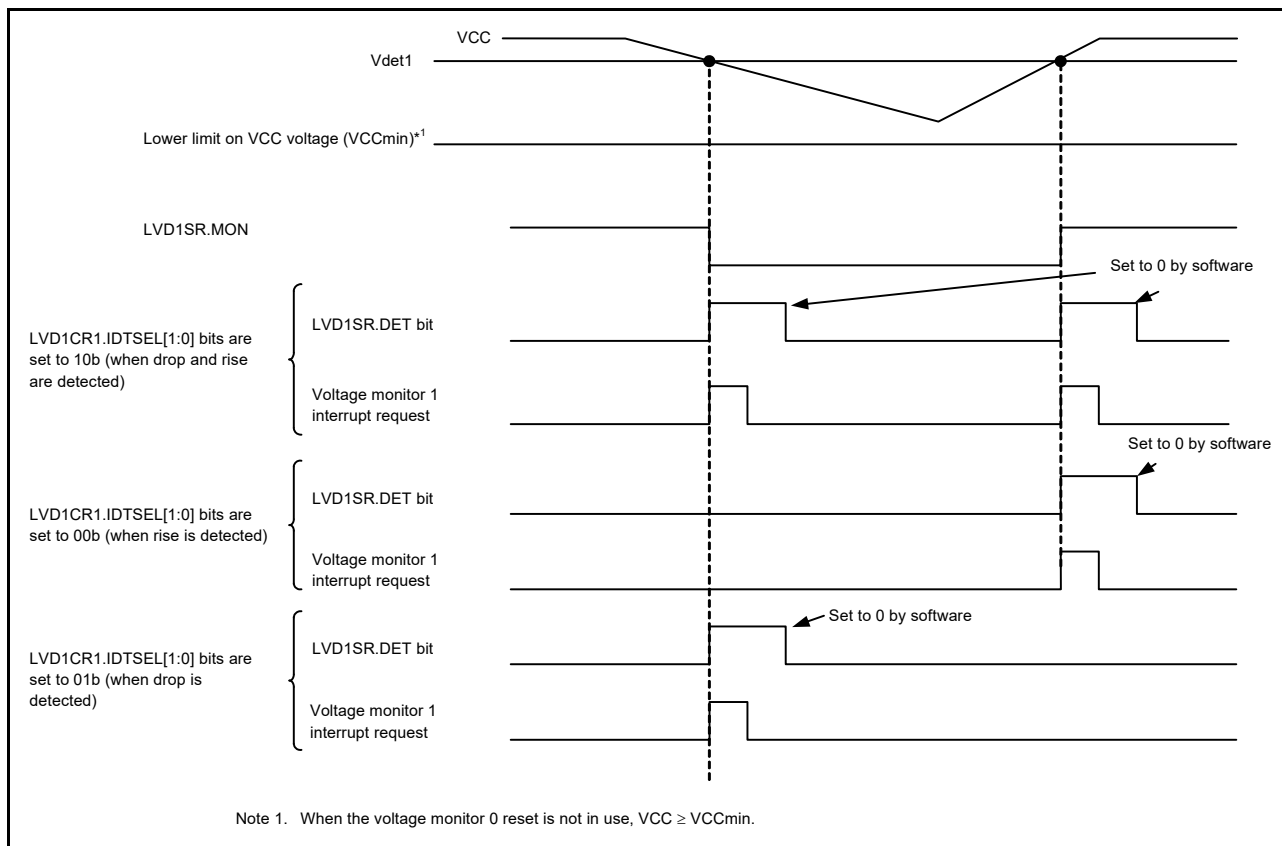 VCC
Vdet1
Lower limit on VCC voltage (VCCmin)*1
LVD1SR.MON
Set to 0 by software
LVD1CR1.IDTSEL[1:0] bits are
set to 10b (when drop and rise
are detected)
LVD1SR.DET bit
Voltage monitor 1
interrupt request
Set to 0 by software
LVD1CR1.IDTSEL[1:0] bits are
set to 00b (when rise is detected)
LVD1SR.DET bit
Voltage monitor 1
interrupt request
Set to 0 by software
LVD1CR1.IDTSEL[1:0] bits are
set to 01b (when drop is
detected)
LVD1SR.DET bit
Voltage monitor 1
interrupt request
Note 1. When the voltage monitor 0 reset is not in use, VCC ≥ VCCmin.